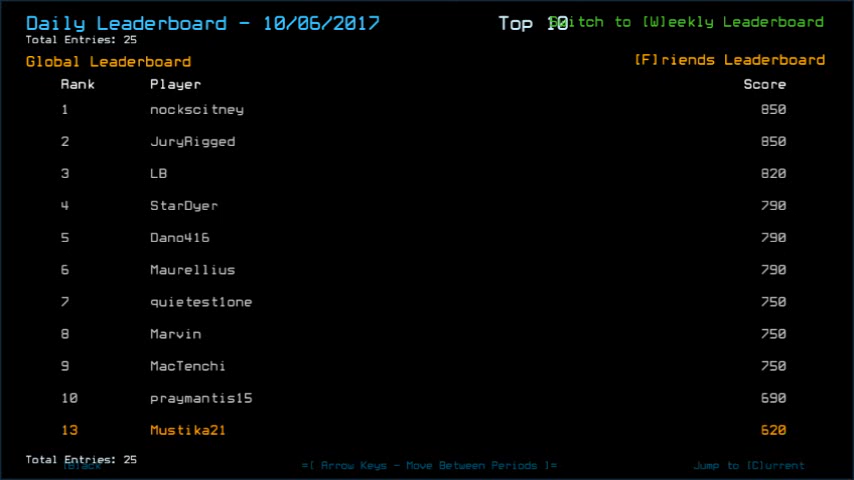 Daily Leaderboard - 10/06/2017 Top 10 Switch to [W]eekly Leaderboard
Total Entries: 25
Global Leaderboard [F]riends Leaderboard
Rank Player Score
1 nockscitney 850
2 JuryRigged 850
3 LB 820
4 StarDyer 790
5 Dano416 790
6 Maurellius 790
7 quietest1one 750
8 Marvin 750
9 MacTenchi 750
10 praymantis15 690
13 Mustika21 620
Total Entries: 25
[B]ack =[ Arrow Keys - Move Between Periods ]= Jump to [C]urrent